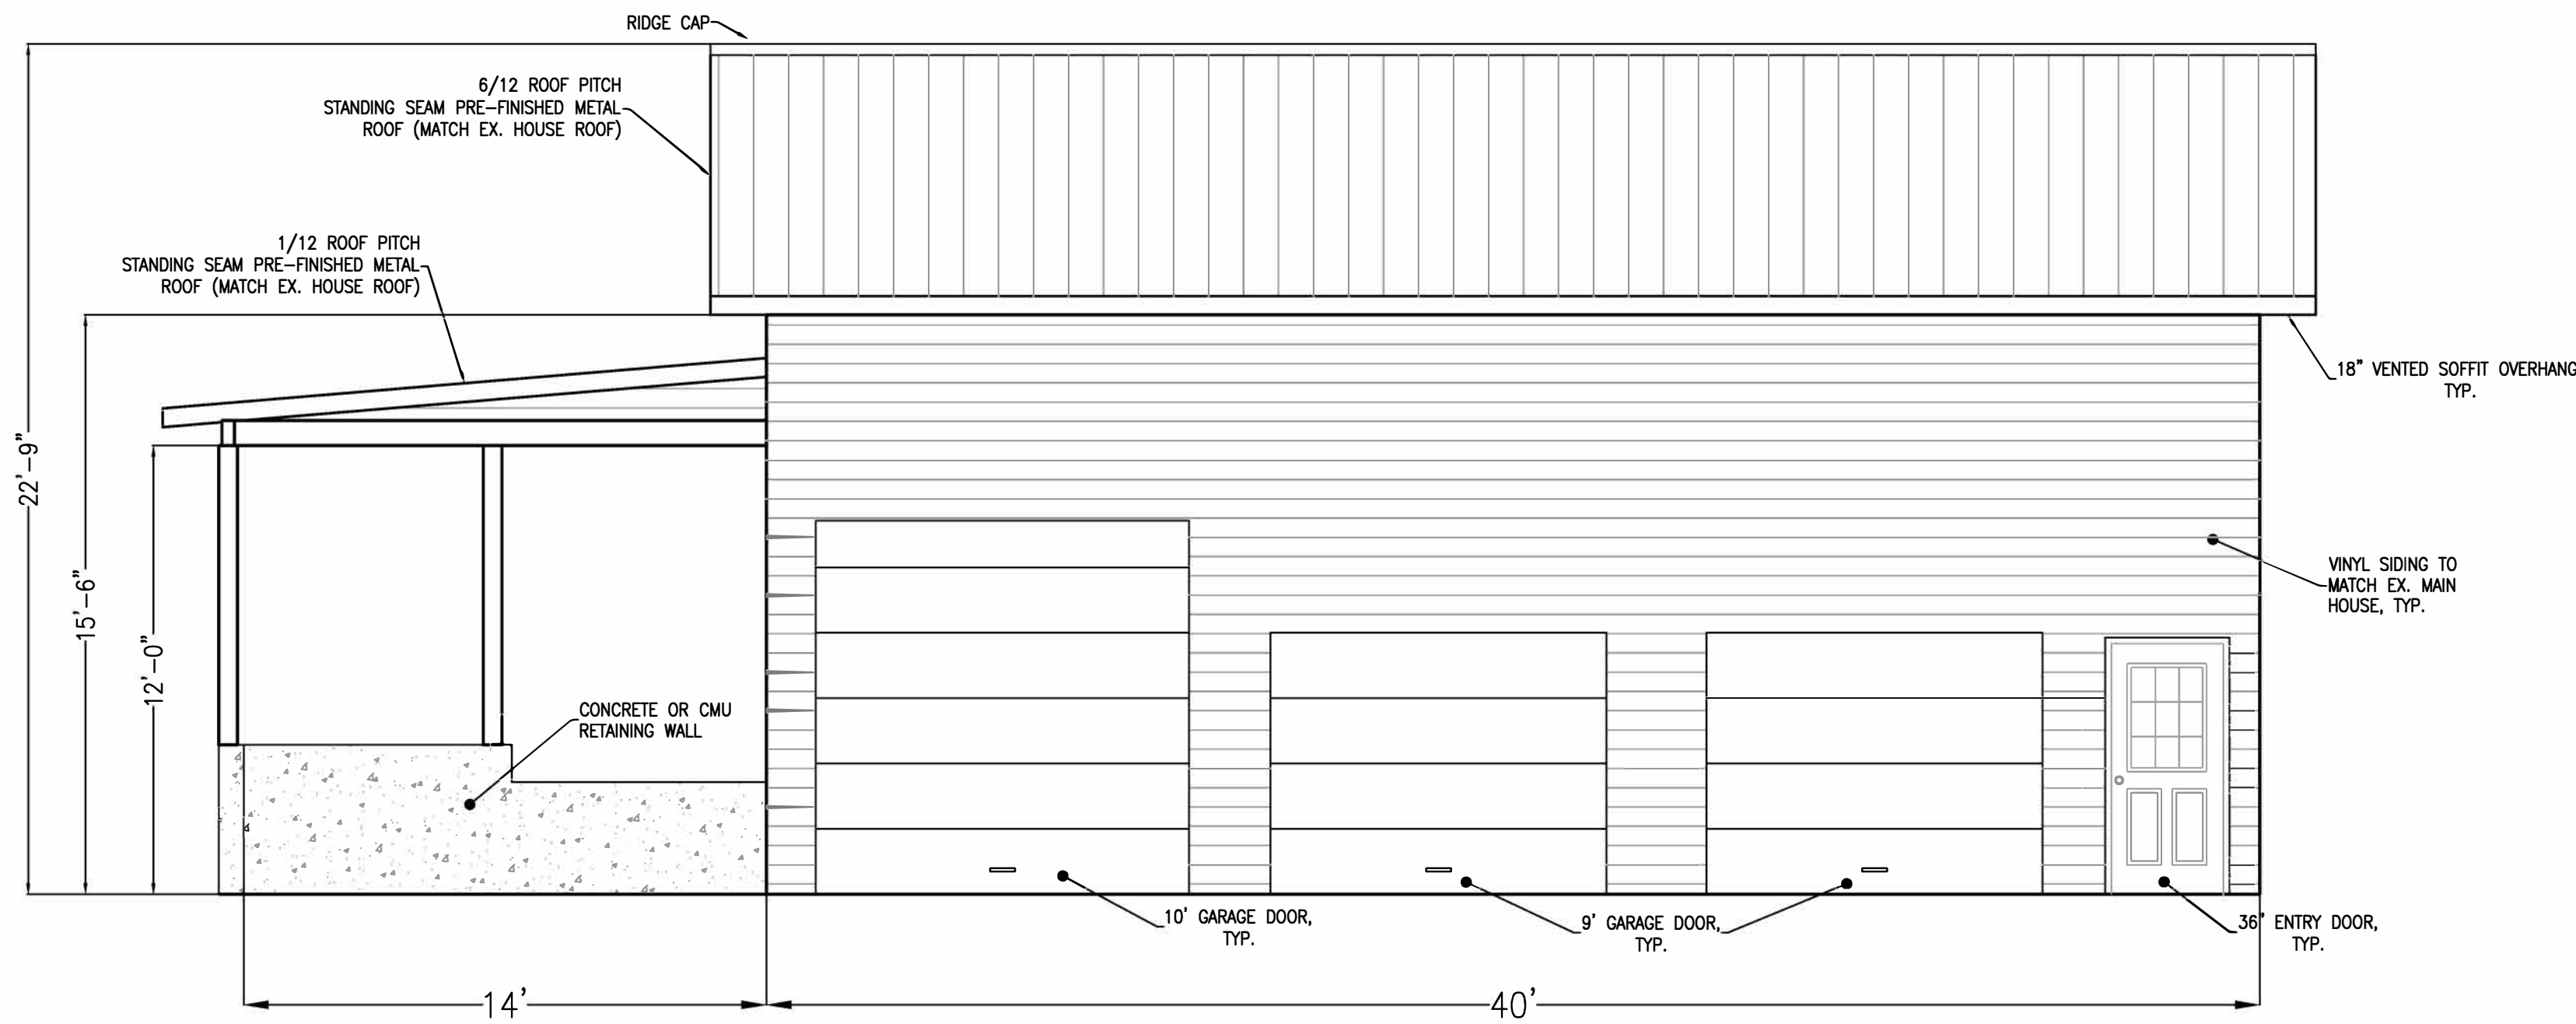 RIDGE CAP
6/12 ROOF PITCH
STANDING SEAM PRE-FINISHED METAL
ROOF (MATCH EX. HOUSE ROOF)
1/12 ROOF PITCH
STANDING SEAM PRE-FINISHED METAL
ROOF (MATCH EX. HOUSE ROOF)
18" VENTED SOFFIT OVERHANG
TYP.
22'-9"
15'-6"
12'-0"
VINYL SIDING TO
MATCH EX. MAIN
HOUSE, TYP.
CONCRETE OR CMU
RETAINING WALL
10' GARAGE DOOR,
TYP.
9' GARAGE DOOR,
TYP.
36" ENTRY DOOR,
TYP.
14'
40'